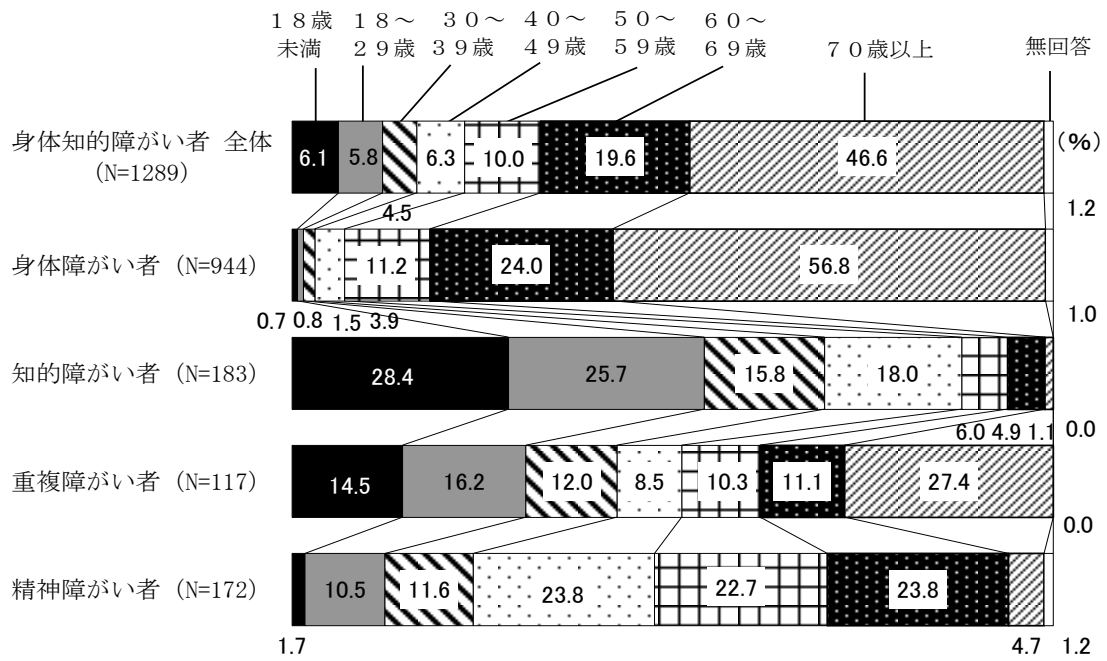 １８歳
未満
１８～
２９歳
３０～
３９歳
４０～
４９歳
５０～
５９歳
６０～
６９歳
７０歳以上
無回答
(%)
身体知的障がい者 全体
(N=1289)
6.1 5.8 6.3 10.0 19.6 46.6
4.5 1.2
身体障がい者 (N=944)
11.2 24.0 56.8
0.7 0.8 1.5 3.9 1.0
知的障がい者 (N=183)
28.4 25.7 15.8 18.0
6.0 4.9 1.1 0.0
重複障がい者 (N=117)
14.5 16.2 12.0 8.5 10.3 11.1 27.4
0.0
精神障がい者 (N=172)
10.5 11.6 23.8 22.7 23.8
1.7 4.7 1.2